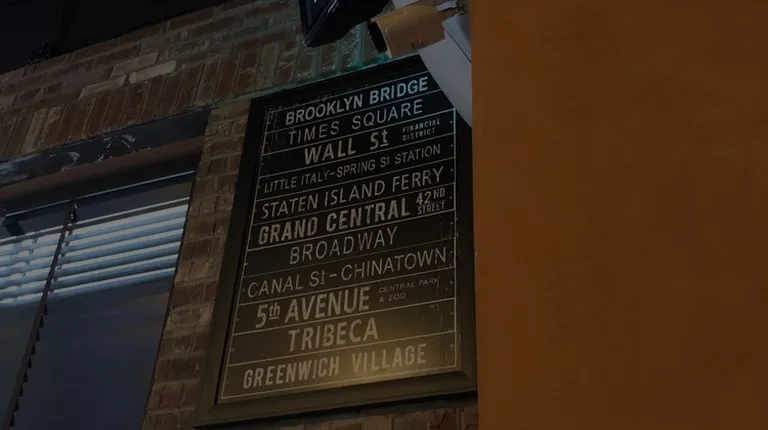 BROOKLYN BRIDGE
TIMES SQUARE
WALL St FINANCIAL DISTRICT
LITTLE ITALY-SPRING St STATION
STATEN ISLAND FERRY
GRAND CENTRAL 42ND STREET
BROADWAY
CANAL St-CHINATOWN
5th AVENUE CENTRAL PARK & ZOO
TRIBECA
GREENWICH VILLAGE